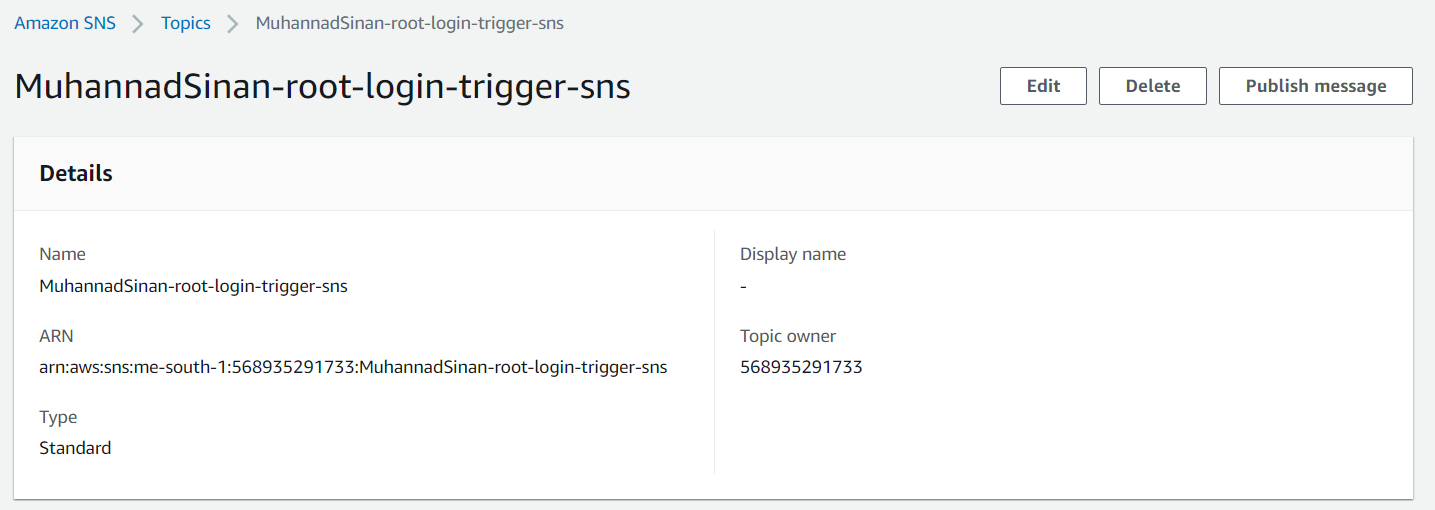 Amazon SNS > Topics > MuhannadSinan-root-login-trigger-sns
MuhannadSinan-root-login-trigger-sns
Edit
Delete
Publish message
Details
Name
MuhannadSinan-root-login-trigger-sns
ARN
arn:aws:sns:me-south-1:568935291733:MuhannadSinan-root-login-trigger-sns
Type
Standard
Display name
-
Topic owner
568935291733